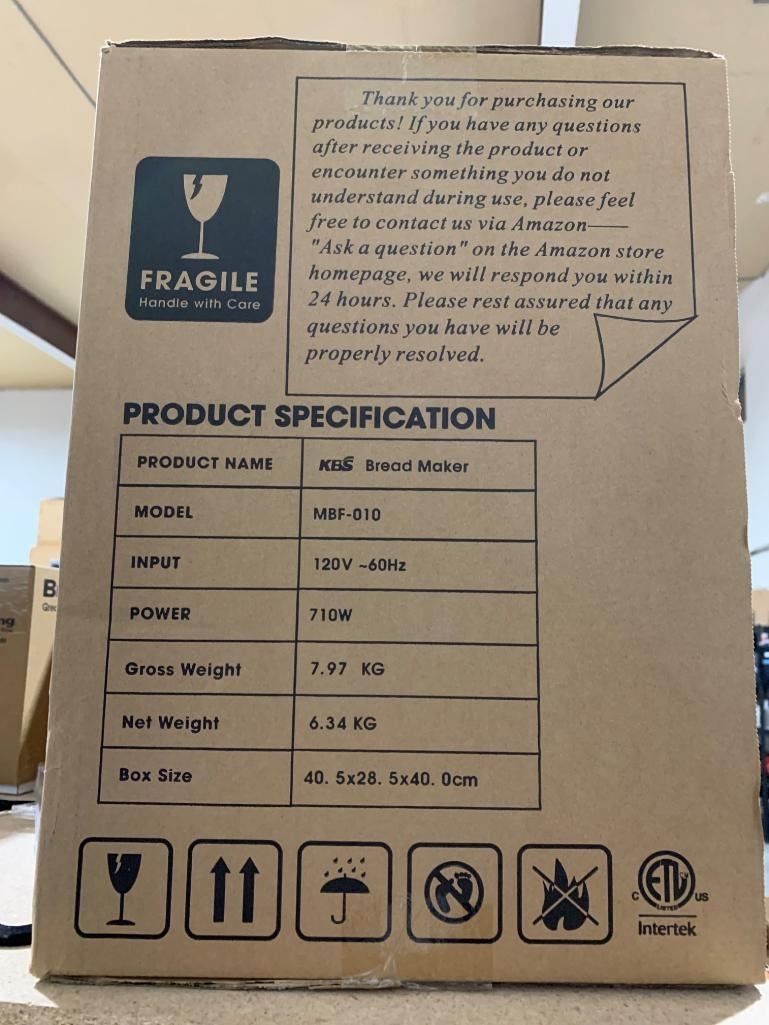 Thank you for purchasing our
products! If you have any questions
after receiving the product or
encounter something you do not
understand during use, please feel
free to contact us via Amazon——
"Ask a question" on the Amazon store
homepage, we will respond you within
24 hours. Please rest assured that any
questions you have will be
properly resolved.
FRAGILE
Handle with Care
PRODUCT SPECIFICATION
PRODUCT NAME KBS Bread Maker
MODEL MBF-010
INPUT 120V ~60Hz
POWER 710W
Gross Weight 7.97 KG
Net Weight 6.34 KG
Box Size 40. 5x28. 5x40. 0cm
C ETL US
LISTED
Intertek